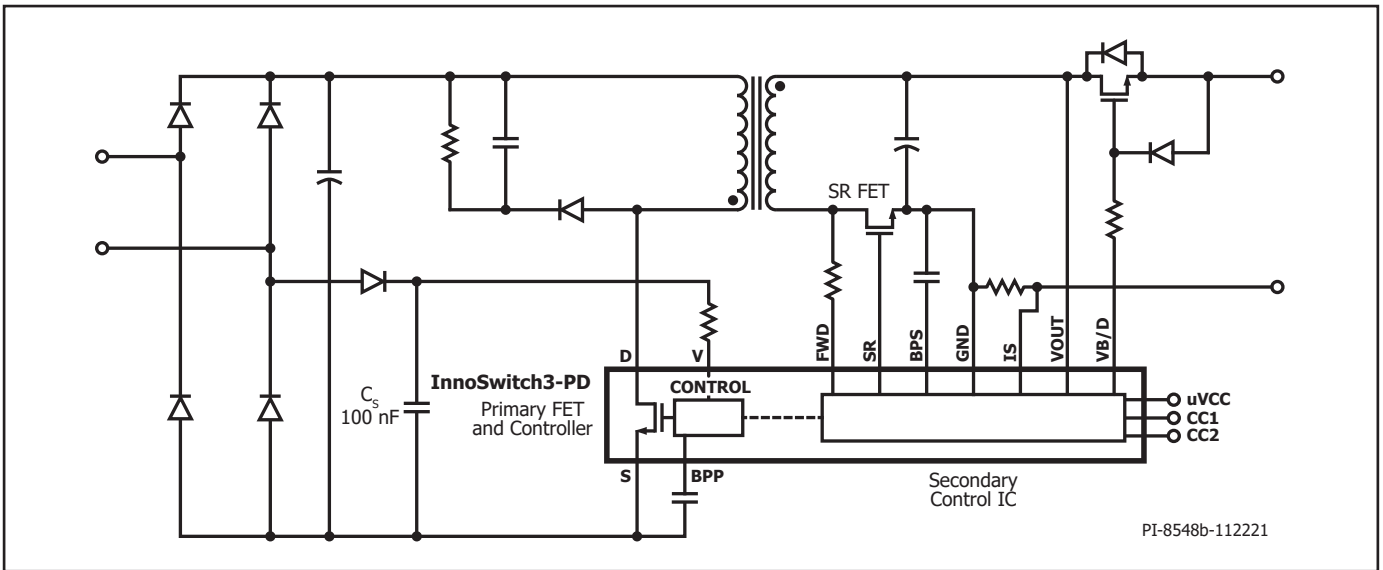 SR FET
FWD
SR
BPS
GND
IS
VOUT
VB/D
D
V
InnoSwitch3-PD
Primary FET
and Controller
CONTROL
C_S
100 nF
uVCC
CC1
CC2
S
BPP
Secondary
Control IC
PI-8548b-112221